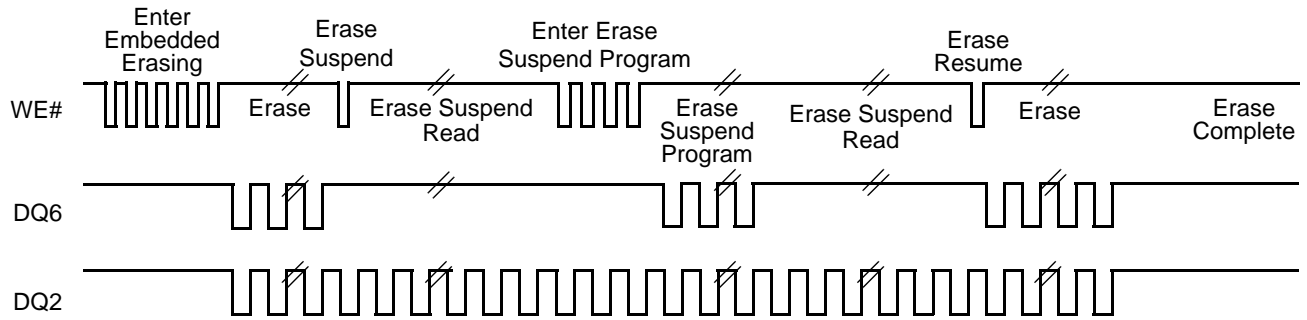 Enter
Embedded
Erasing
Erase
Suspend
Enter Erase
Suspend Program
Erase
Resume
WE#
Erase
Erase Suspend
Read
Erase
Suspend
Program
Erase Suspend
Read
Erase
Erase
Complete
DQ6
DQ2